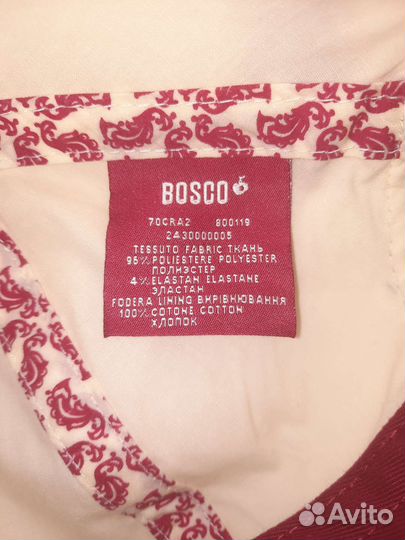 BOSCO
70CRA2 800119
2430000005
TESSUTO FABRIC ТКАНЬ
96% POLIESTERE POLYESTER
ПОЛИЭСТЕР
4% ELASTAN ELASTANE
ЭЛАСТАН
FODERA LINING ВИРІВНЮВАННЯ
100% COTONE COTTON
ХЛОПОК
Avito